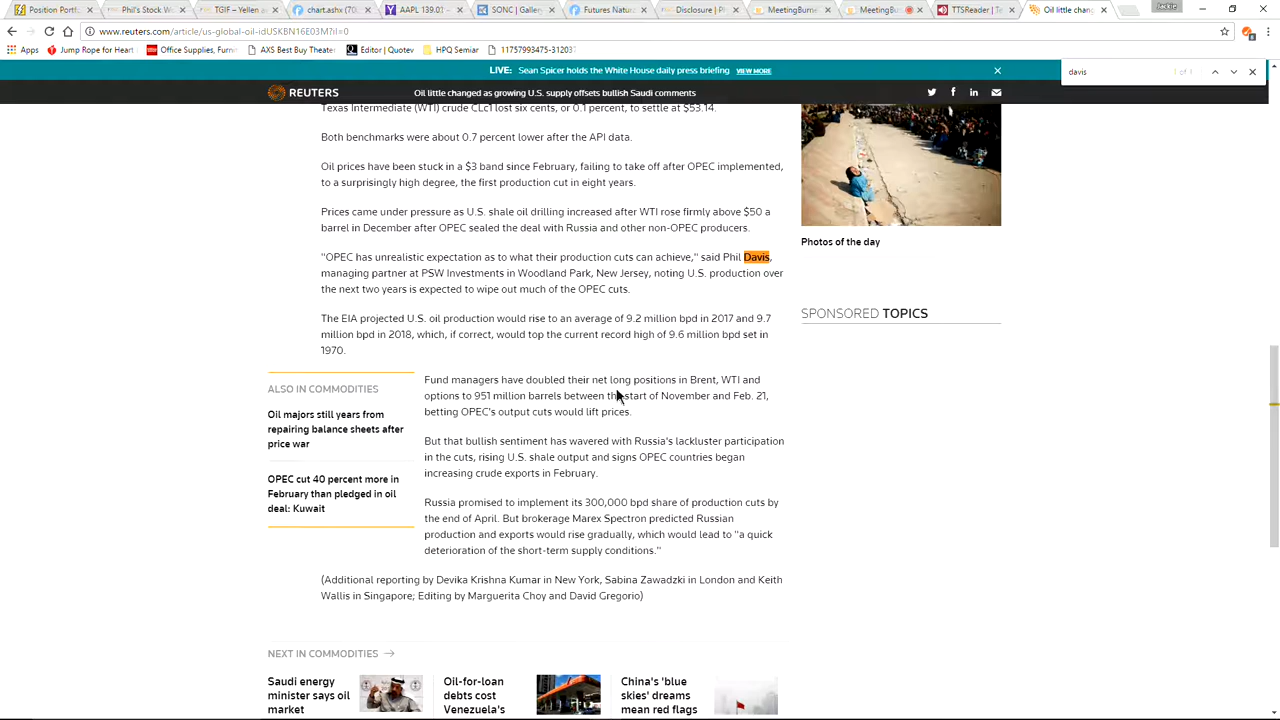 Position Portf
Phil's Stock W
TGIF – Yellen a
chart.ashx (70
AAPL 139.01
SONC | Galler
Futures Natu
Disclosure | P
MeetingBurne
MeetingBu
TTSReader | Te
Oil little chang
Jackie
www.reuters.com/article/us-global-oil-idUSKBN16E03M?il=0
Apps
Jump Rope for Heart
Office Supplies, Furn
AXS Best Buy Theate
Editor | Quotev
HPQ Semiar
11757993475-31203
LIVE: Sean Spicer holds the White House daily press briefing VIEW MORE
davis
1 of 1
REUTERS
Oil little changed as growing U.S. supply offsets bullish Saudi comments
Texas Intermediate (WTI) crude CLc1 lost six cents, or 0.1 percent, to settle at $53.14.
Both benchmarks were about 0.7 percent lower after the API data.
Oil prices have been stuck in a $3 band since February, failing to take off after OPEC implemented,
to a surprisingly high degree, the first production cut in eight years.
Prices came under pressure as U.S. shale oil drilling increased after WTI rose firmly above $50 a
barrel in December after OPEC sealed the deal with Russia and other non-OPEC producers.
"OPEC has unrealistic expectation as to what their production cuts can achieve," said Phil Davis,
managing partner at PSW Investments in Woodland Park, New Jersey, noting U.S. production over
the next two years is expected to wipe out much of the OPEC cuts.
The EIA projected U.S. oil production would rise to an average of 9.2 million bpd in 2017 and 9.7
million bpd in 2018, which, if correct, would top the current record high of 9.6 million bpd set in
1970.
Photos of the day
SPONSORED TOPICS
ALSO IN COMMODITIES
Oil majors still years from
repairing balance sheets after
price war
OPEC cut 40 percent more in
February than pledged in oil
deal: Kuwait
Fund managers have doubled their net long positions in Brent, WTI and
options to 951 million barrels between the start of November and Feb. 21,
betting OPEC's output cuts would lift prices.
But that bullish sentiment has wavered with Russia's lackluster participation
in the cuts, rising U.S. shale output and signs OPEC countries began
increasing crude exports in February.
Russia promised to implement its 300,000 bpd share of production cuts by
the end of April. But brokerage Marex Spectron predicted Russian
production and exports would rise gradually, which would lead to "a quick
deterioration of the short-term supply conditions."
(Additional reporting by Devika Krishna Kumar in New York, Sabina Zawadzki in London and Keith
Wallis in Singapore; Editing by Marguerita Choy and David Gregorio)
NEXT IN COMMODITIES
Saudi energy
minister says oil
market
Oil-for-loan
debts cost
Venezuela's
China's 'blue
skies' dreams
mean red flags